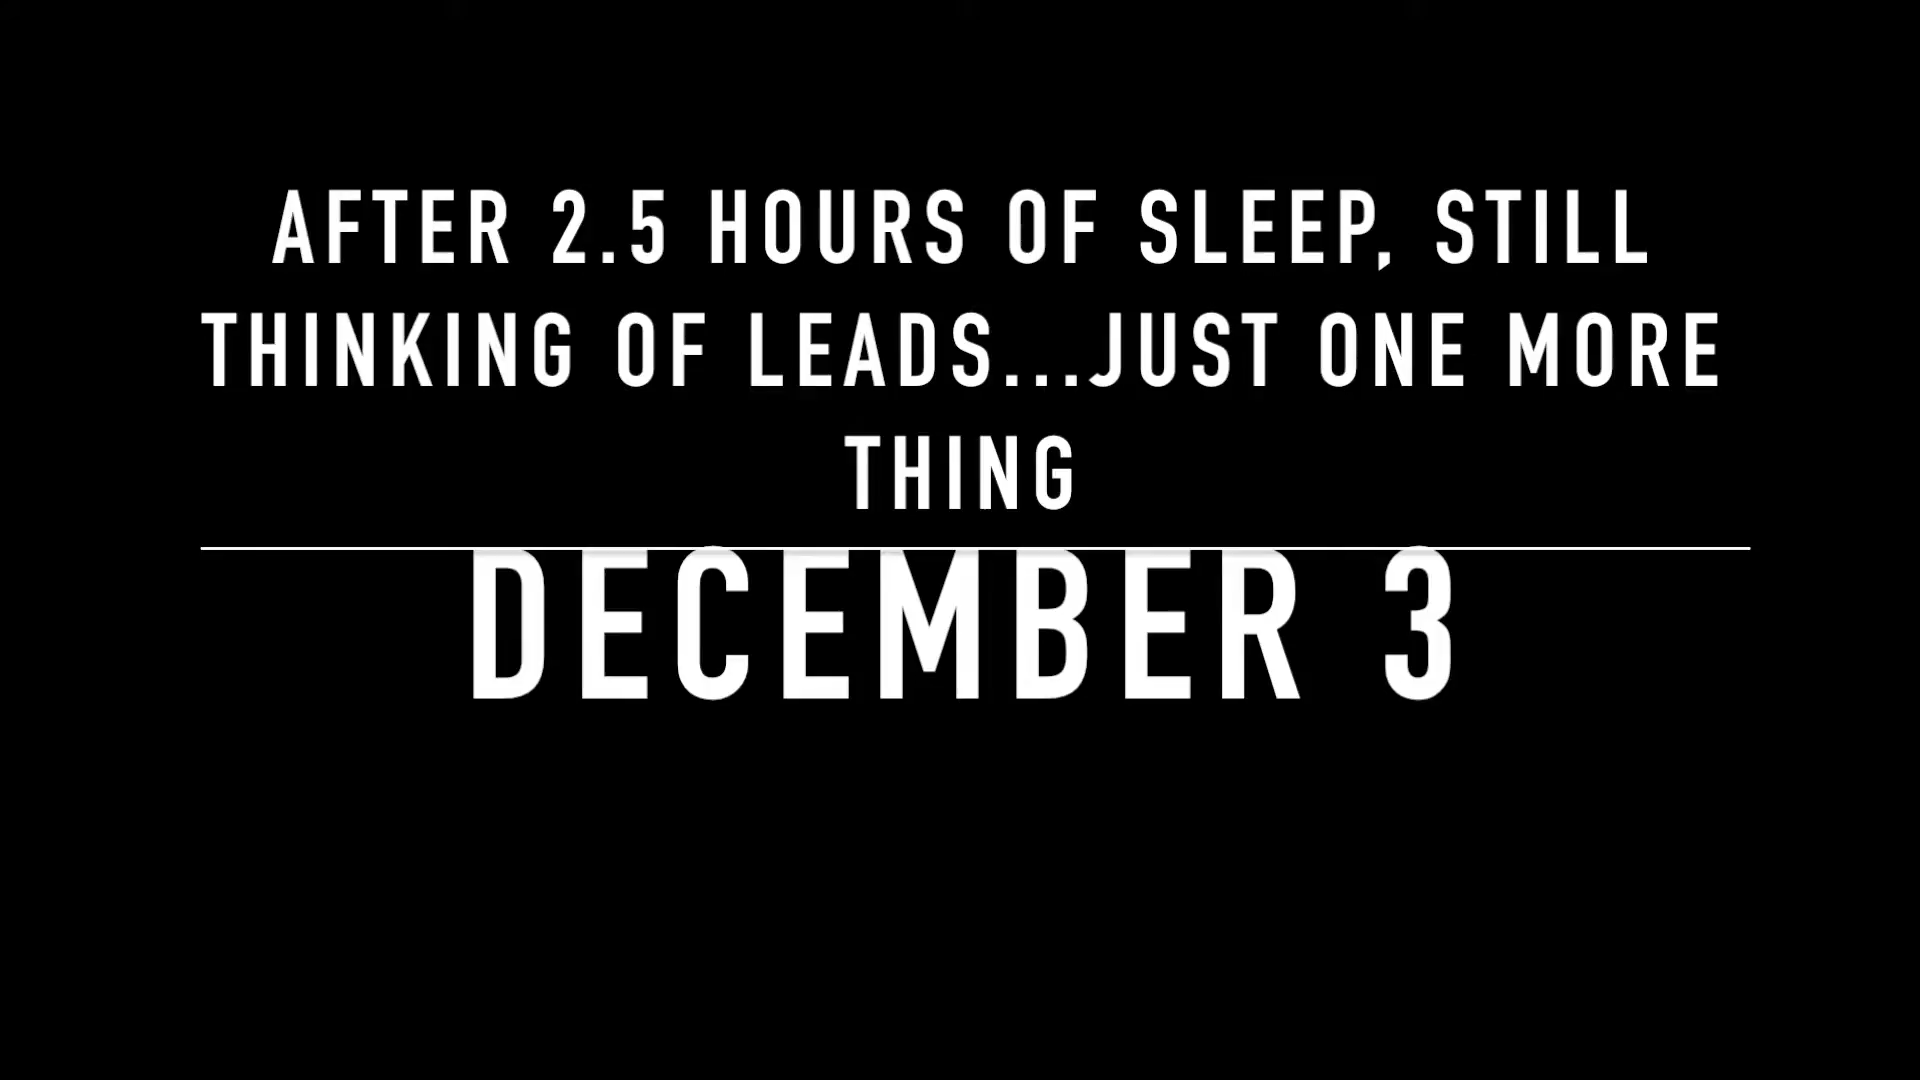 AFTER 2.5 HOURS OF SLEEP, STILL
THINKING OF LEADS...JUST ONE MORE
THING
DECEMBER 3